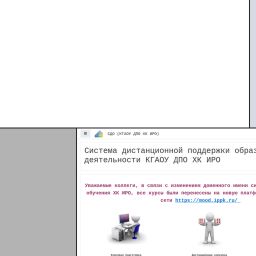 СДО (КГАОУ ДПО ХК ИРО)
Система дистанционной поддержки образ
деятельности КГАОУ ДПО ХК ИРО
Уважаемые коллеги, в связи с изменением доменного имени си
обучения ХК ИРО, все курсы были перенесены на новую платф
сети https://mood.ippk.ru/